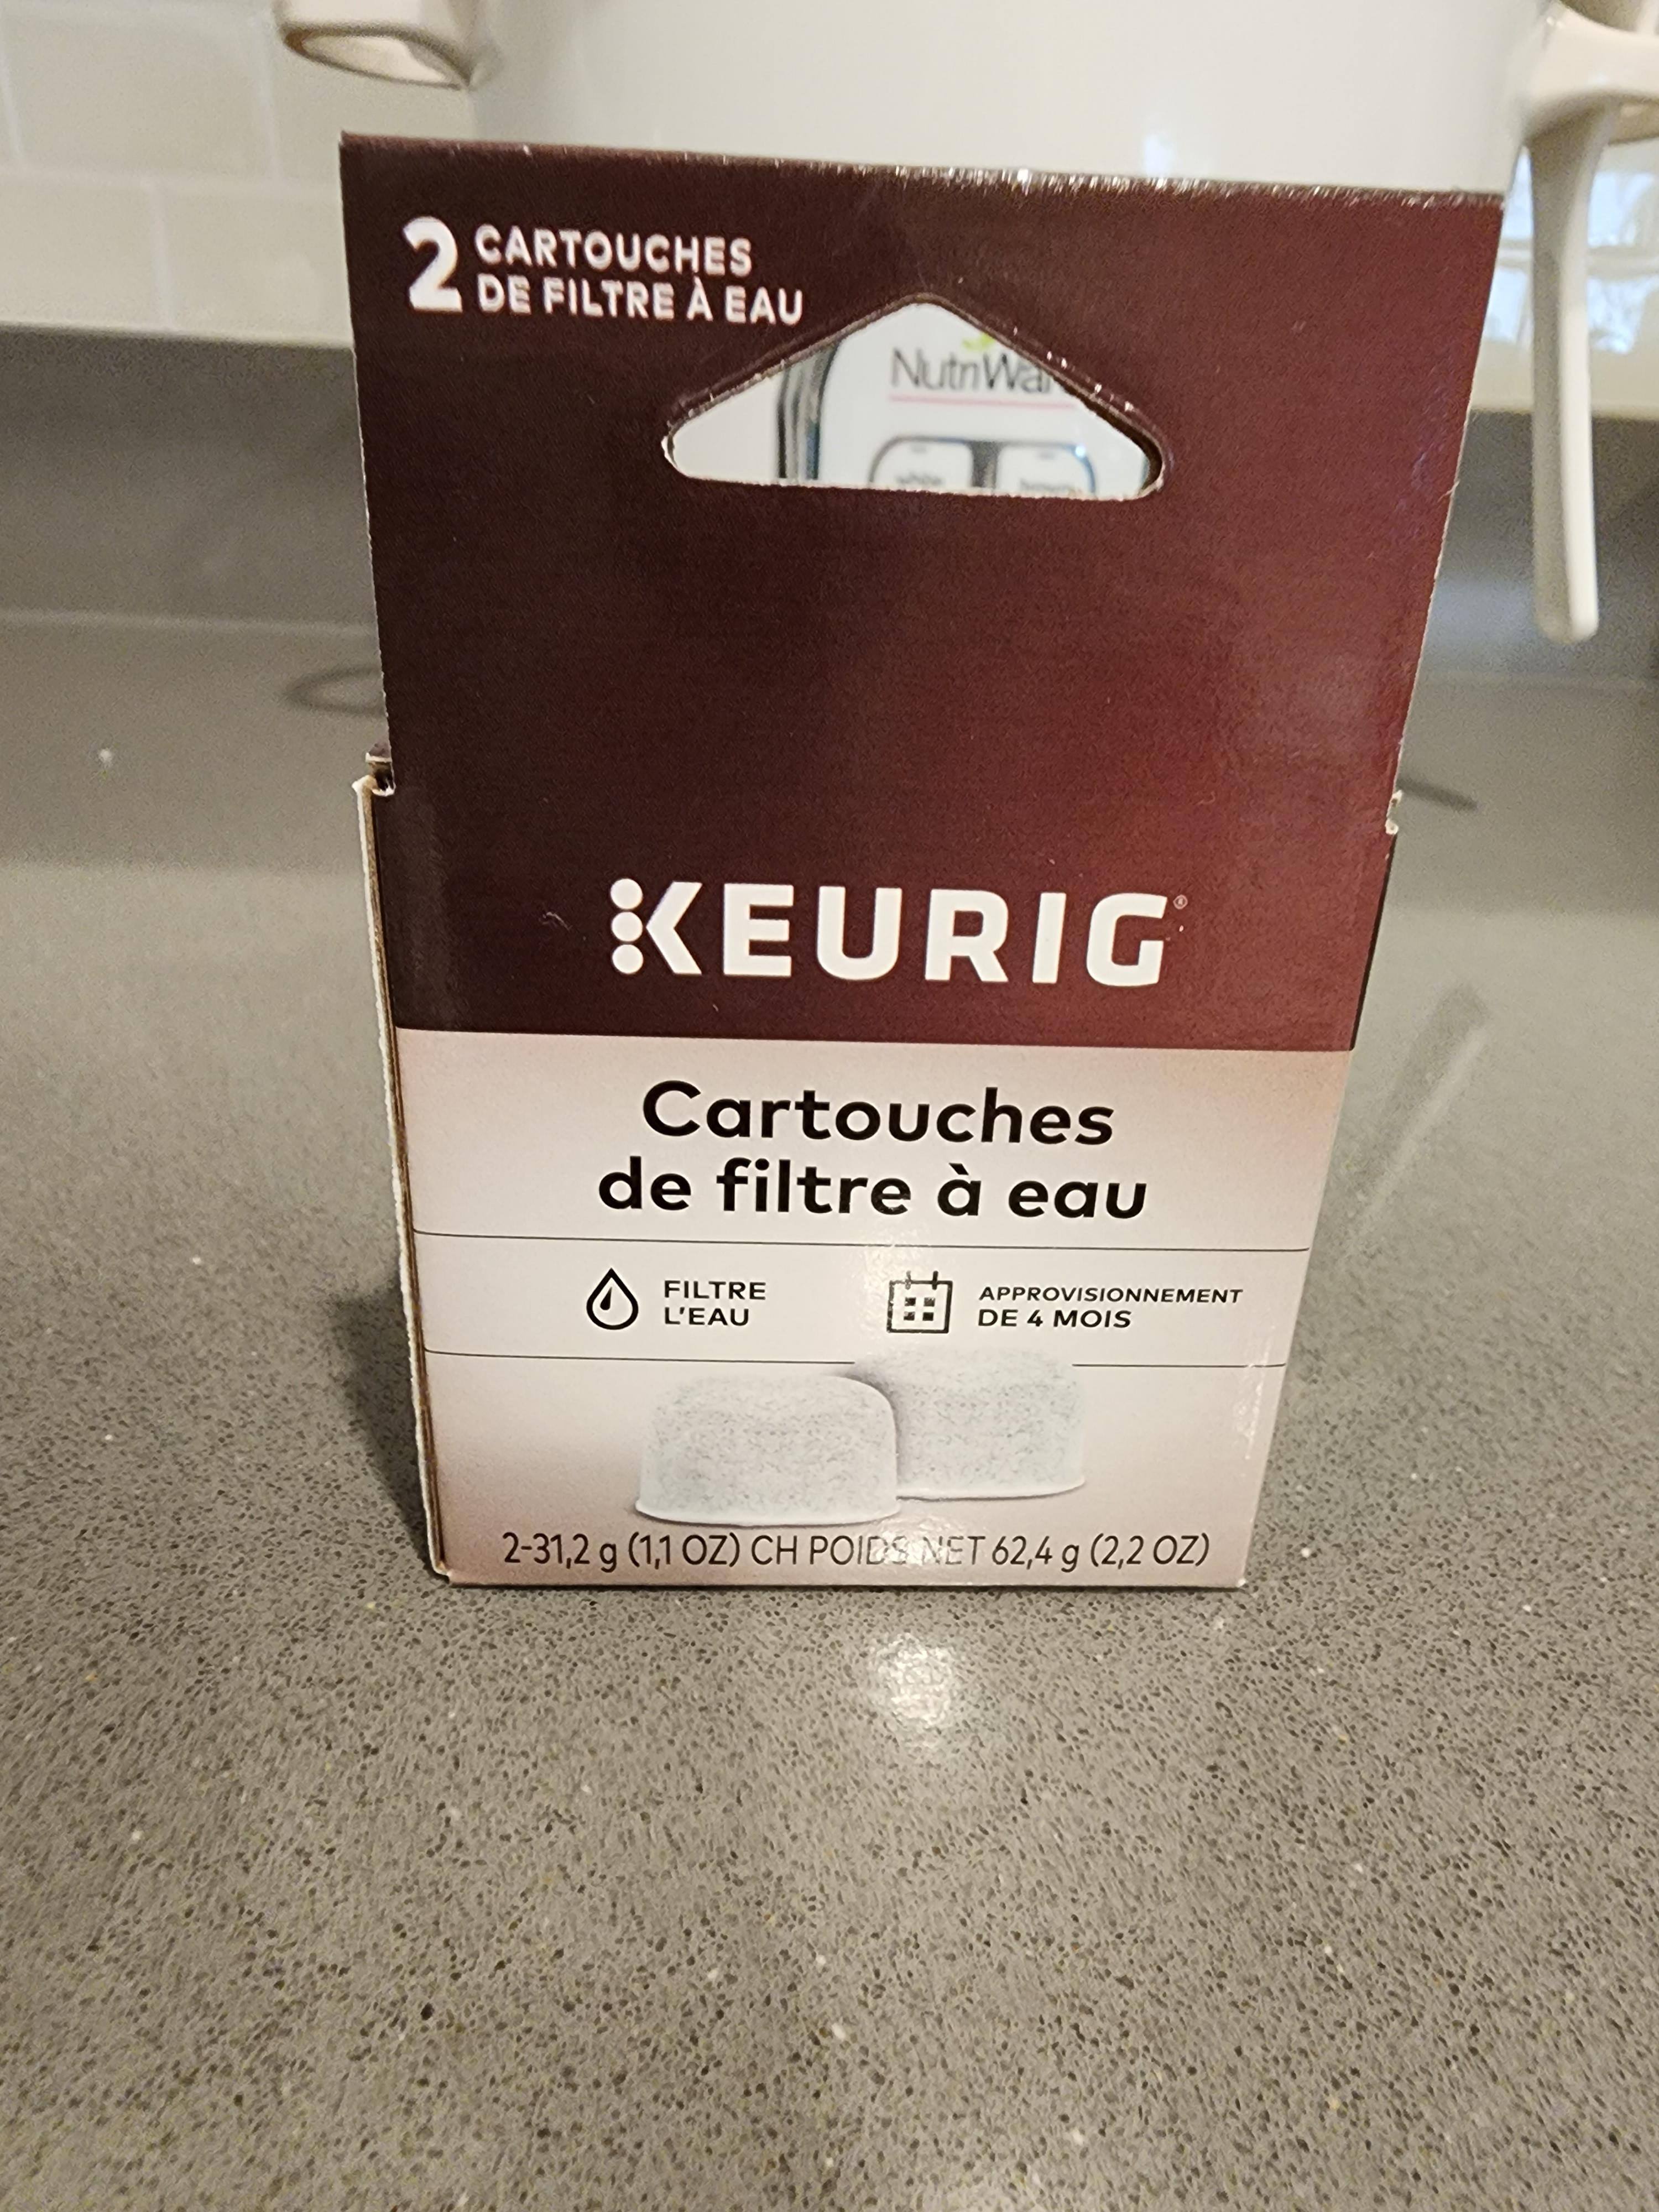 2 CARTOUCHES
DE FILTRE À EAU
KEURIG®
Cartouches
de filtre à eau
FILTRE
L'EAU
APPROVISIONNEMENT
DE 4 MOIS
2-31,2 g (1,1 OZ) CH POIDS NET 62,4 g (2,2 OZ)